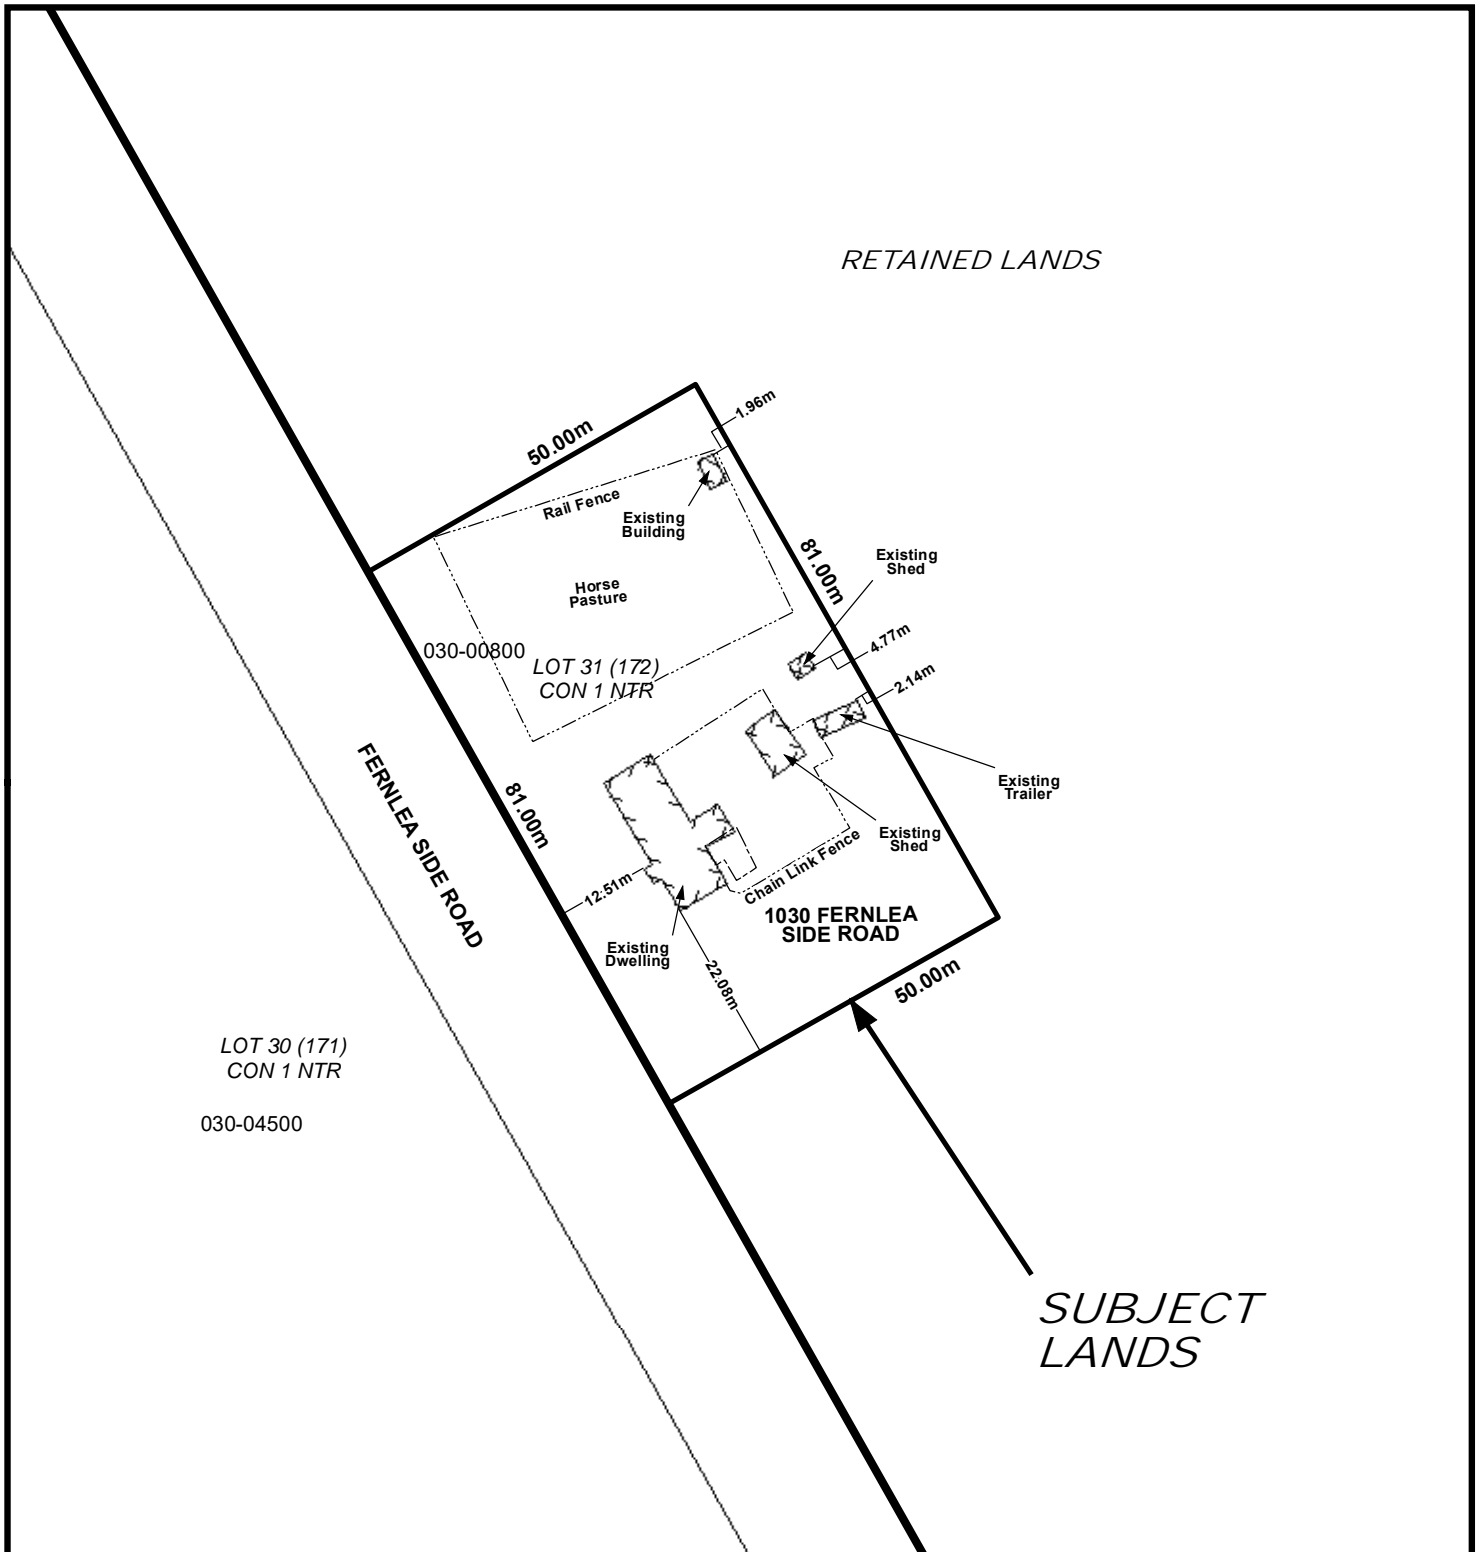 RETAINED LANDS
1.96m
50.00m
Rail Fence
Existing
Building
81.00m
Existing
Shed
Horse
Pasture
4.77m
030-00800
LOT 31 (172)
CON 1 NTR
2.14m
FERNLEA SIDE ROAD
81.00m
Existing
Trailer
Existing
Shed
Chain Link Fence
12.51m
1030 FERNLEA
SIDE ROAD
Existing
Dwelling
22.08m
50.00m
LOT 30 (171)
CON 1 NTR
030-04500
SUBJECT
LANDS